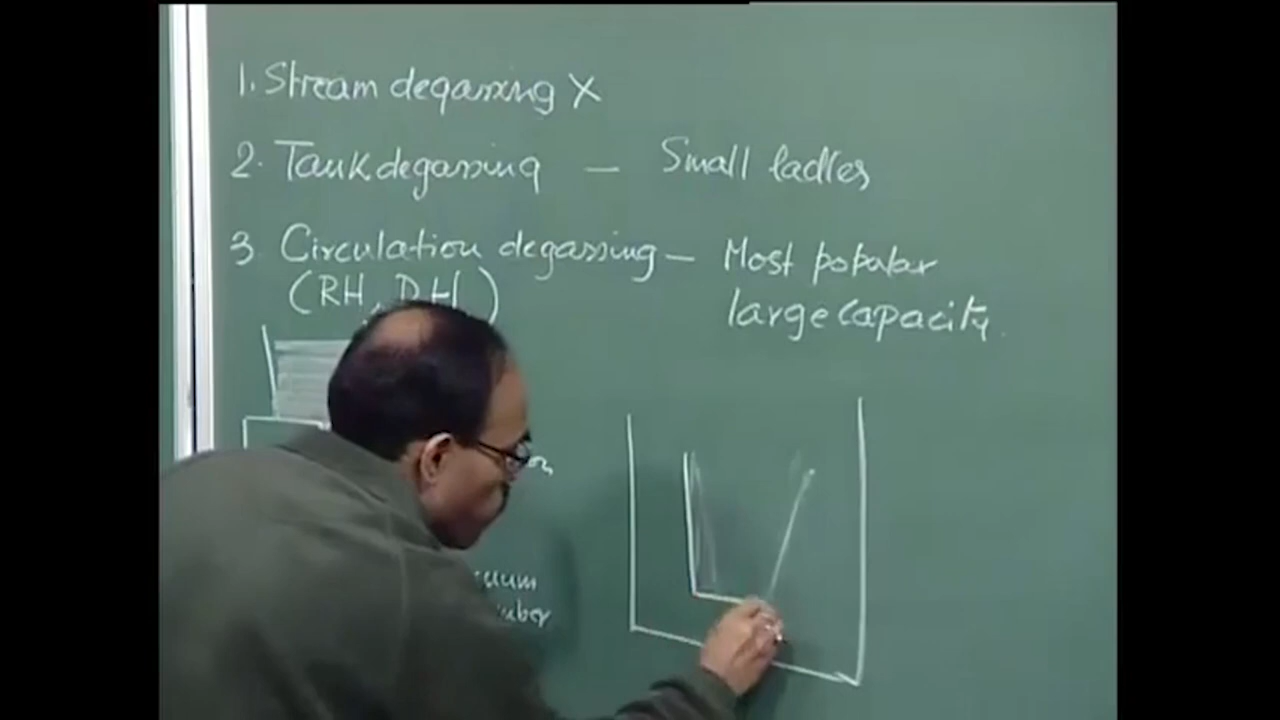 1. Stream degassing X
2. Tank degassing – Small ladles
3. Circulation degassing – Most popular
(RH, DH) large capacity.